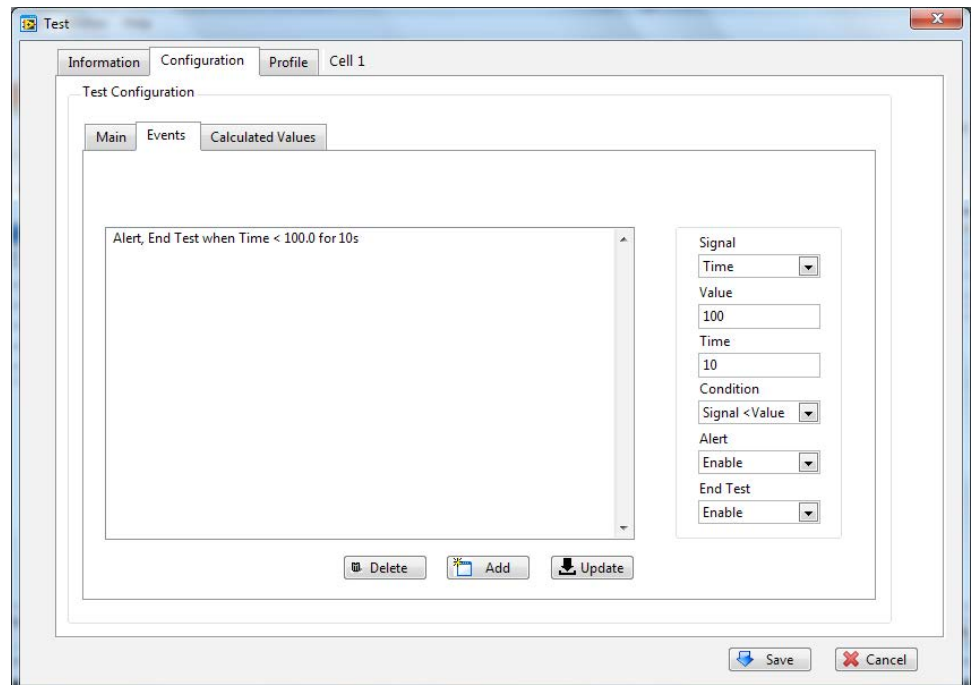 Test
Information Configuration Profile Cell 1
Test Configuration
Main Events Calculated Values
Alert, End Test when Time < 100.0 for 10s
Signal
Time
Value
100
Time
10
Condition
Signal <Value
Alert
Enable
End Test
Enable
Delete Add Update
Save Cancel